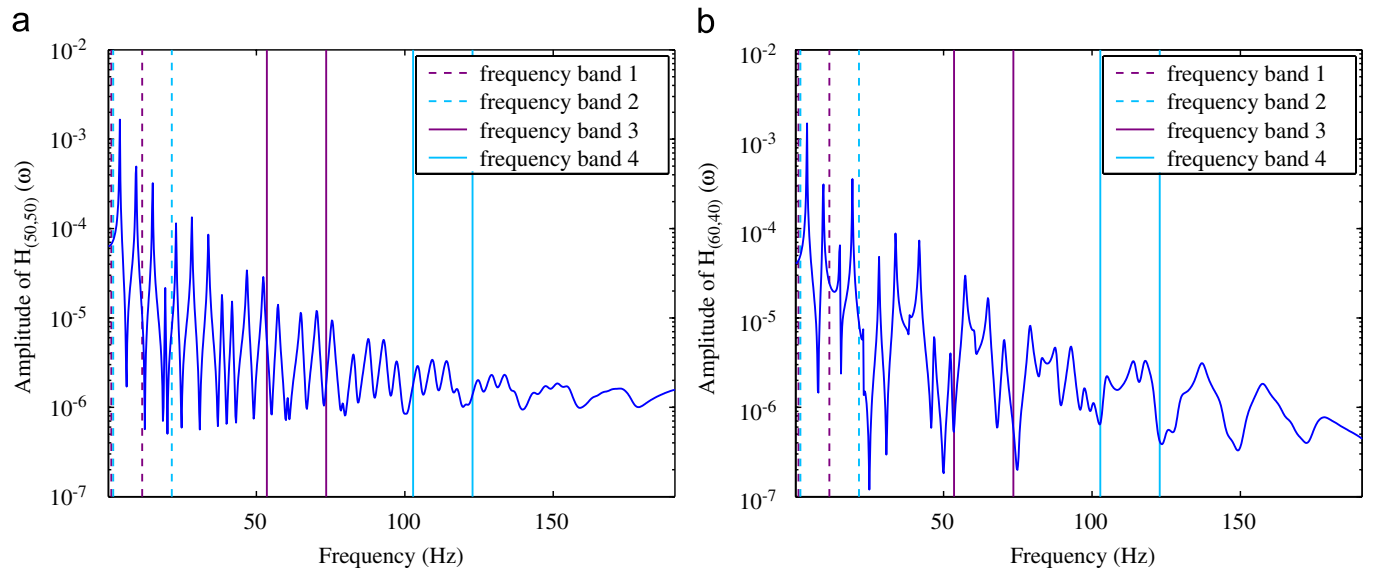 a
10^-2
10^-3
10^-4
10^-5
10^-6
10^-7
Amplitude of H_(50,50) (ω)
frequency band 1
frequency band 2
frequency band 3
frequency band 4
50
100
150
Frequency (Hz)
b
10^-2
10^-3
10^-4
10^-5
10^-6
10^-7
Amplitude of H_(60,40) (ω)
frequency band 1
frequency band 2
frequency band 3
frequency band 4
50
100
150
Frequency (Hz)